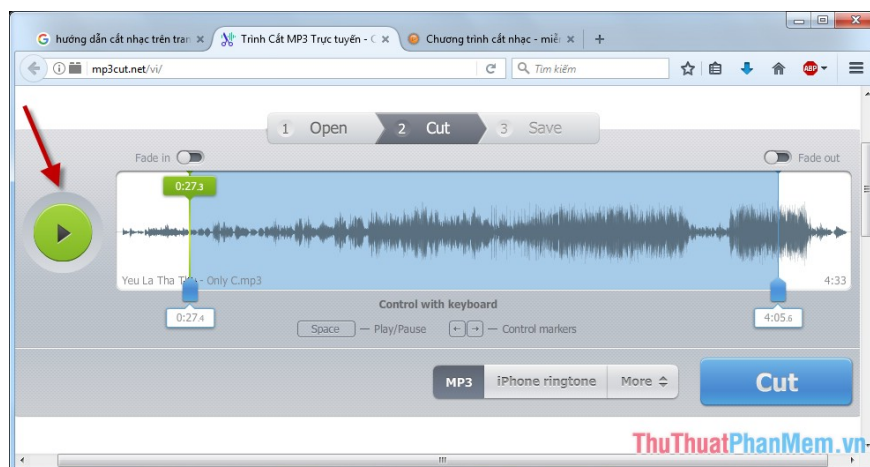 hướng dẫn cắt nhạc trên tran
Trình Cắt MP3 Trực tuyến - C
Chương trình cắt nhạc - miễ
mp3cut.net/vi/
Tìm kiếm
ABP
1 Open
2 Cut
3 Save
Fade in
Fade out
0:27.3
Yeu La Tha - Only C.mp3
4:33
0:27.4
4:05.6
Control with keyboard
Space — Play/Pause
— Control markers
MP3
iPhone ringtone
More
Cut
ThuThuatPhanMem.vn